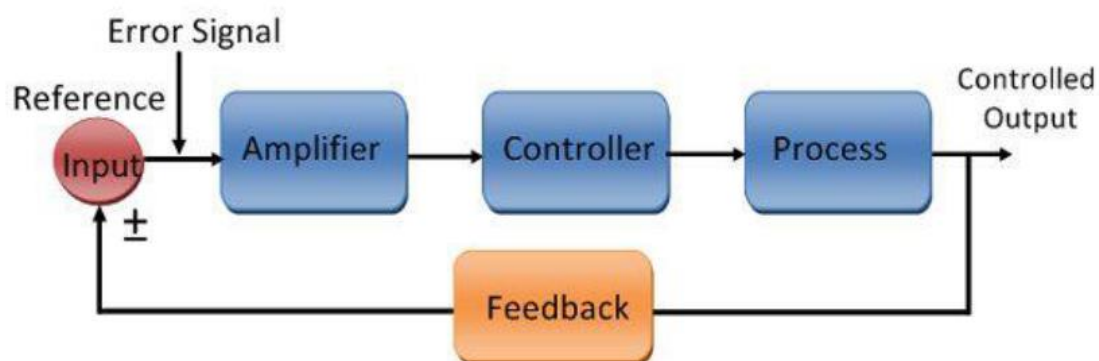 Error Signal
Reference
Input
±
Amplifier
Controller
Process
Controlled
Output
Feedback